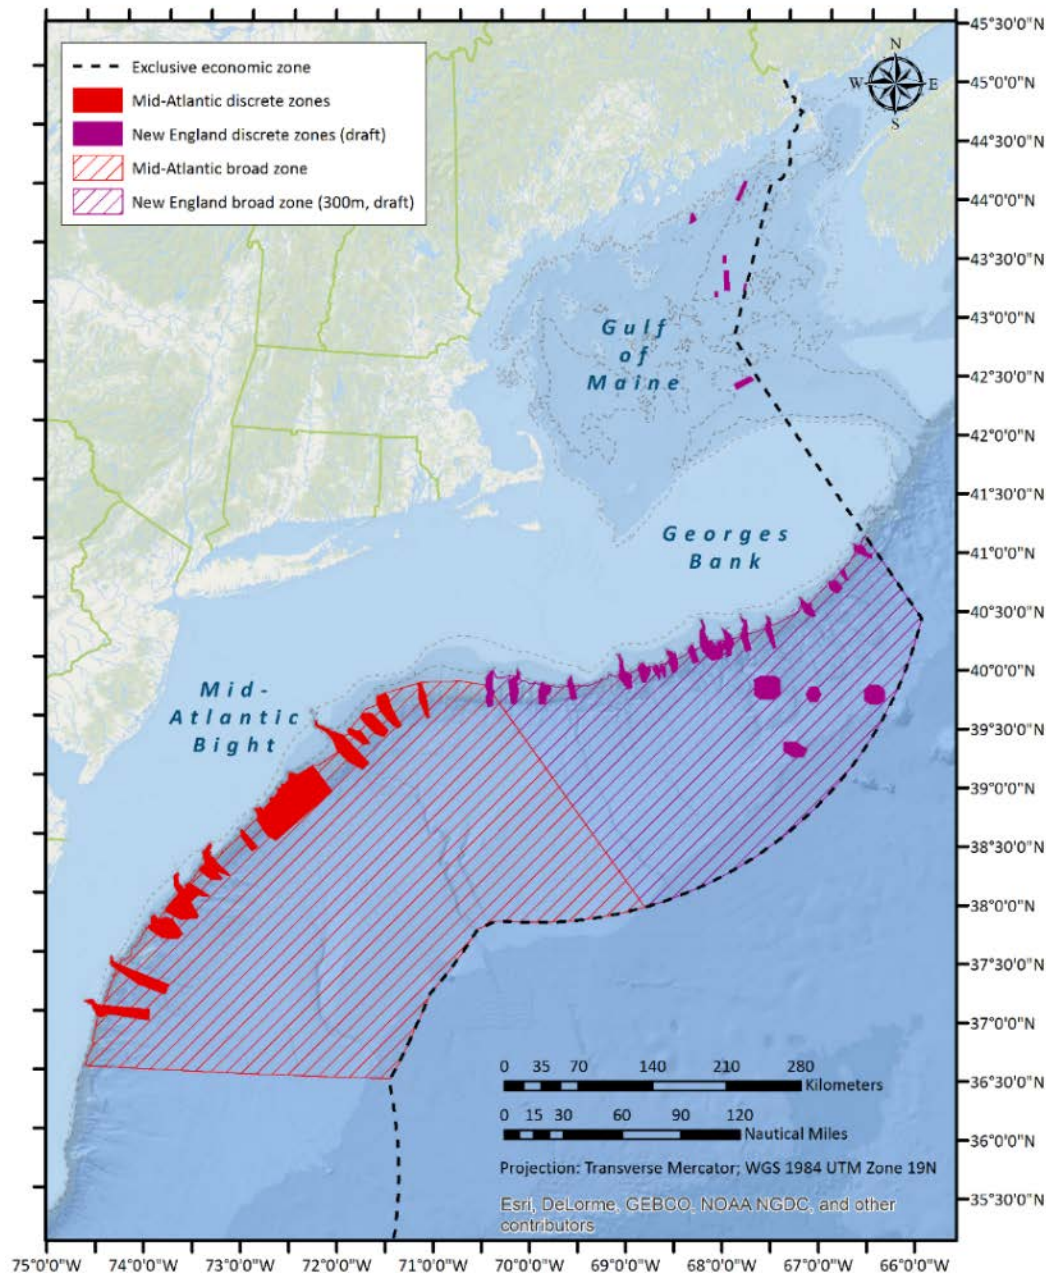 Exclusive economic zone
Mid-Atlantic discrete zones
New England discrete zones (draft)
Mid-Atlantic broad zone
New England broad zone (300m, draft)
N
W
E
S
Gulf
of
Maine
Georges
Bank
Mid-
Atlantic
Bight
45°30'0"N
45°0'0"N
44°30'0"N
44°0'0"N
43°30'0"N
43°0'0"N
42°30'0"N
42°0'0"N
41°30'0"N
41°0'0"N
40°30'0"N
40°0'0"N
39°30'0"N
39°0'0"N
38°30'0"N
38°0'0"N
37°30'0"N
37°0'0"N
36°30'0"N
36°0'0"N
35°30'0"N
0 35 70 140 210 280
Kilometers
0 15 30 60 90 120
Nautical Miles
Projection: Transverse Mercator; WGS 1984 UTM Zone 19N
Esri, DeLorme, GEBCO, NOAA NGDC, and other
contributors
75°0'0"W 74°0'0"W 73°0'0"W 72°0'0"W 71°0'0"W 70°0'0"W 69°0'0"W 68°0'0"W 67°0'0"W 66°0'0"W